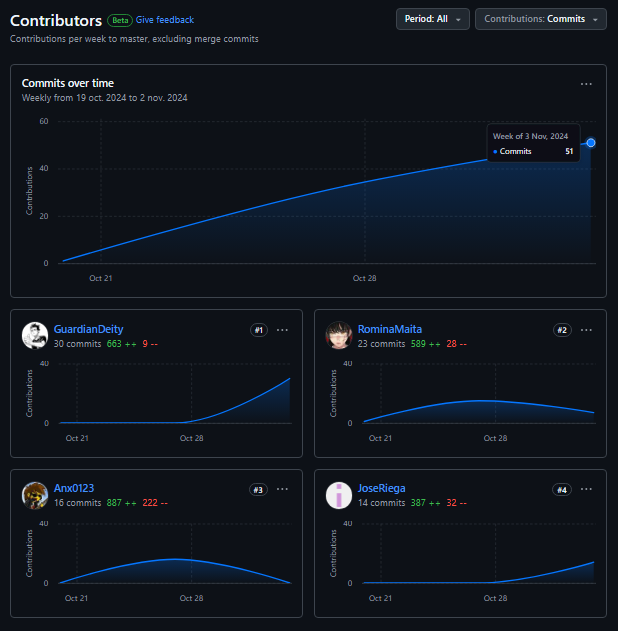 Contributors Beta Give feedback
Period: All
Contributions: Commits
Contributions per week to master, excluding merge commits
Commits over time
Weekly from 19 oct. 2024 to 2 nov. 2024
60
40
20
0
Contributions
Oct 21
Oct 28
Week of 3 Nov, 2024
Commits 51
GuardianDeity #1
30 commits 663 ++ 9 --
40
0
Contributions
Oct 21
Oct 28
RominaMaita #2
23 commits 589 ++ 28 --
40
0
Contributions
Oct 21
Oct 28
Anx0123 #3
16 commits 887 ++ 222 --
40
0
Contributions
Oct 21
Oct 28
JoseRiega #4
14 commits 387 ++ 32 --
40
0
Contributions
Oct 21
Oct 28